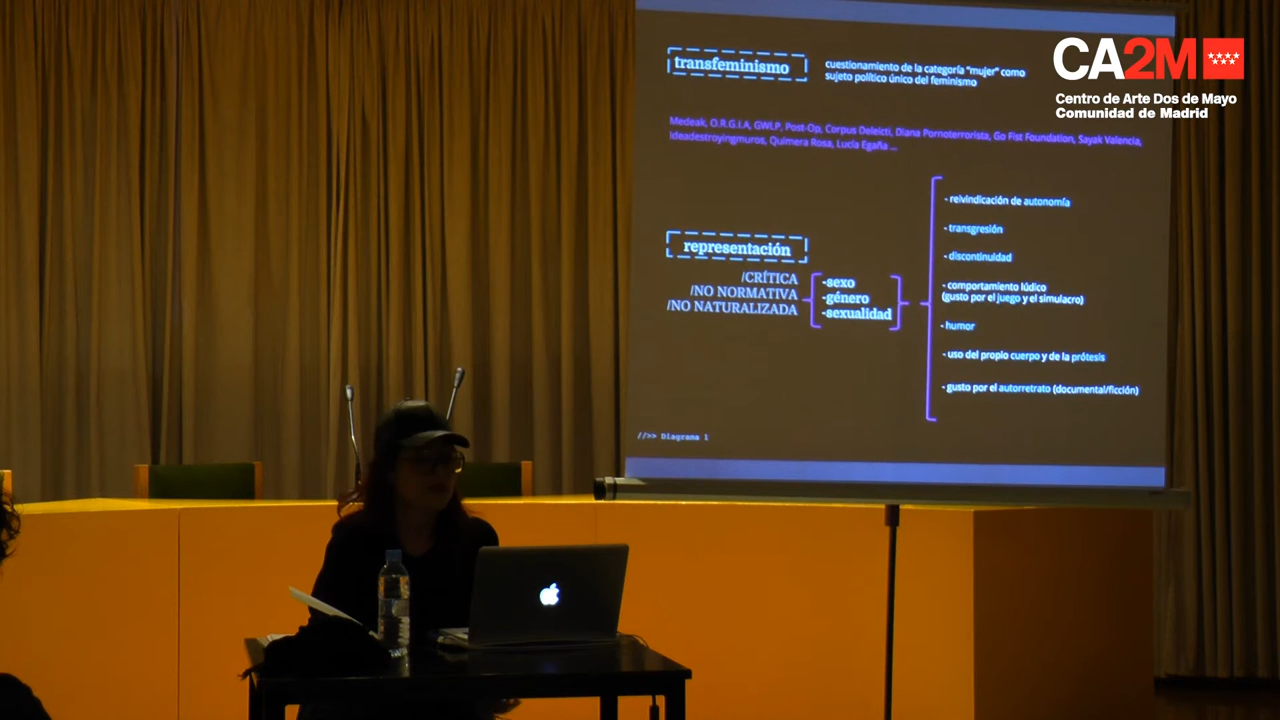 CA2M
Centro de Arte Dos de Mayo
Comunidad de Madrid
transfeminismo
cuestionamiento de la categoría "mujer" como
sujeto político único del feminismo
Medeak, O.R.G.I.A, GWLP, Post-Op, Corpus Deleicti, Diana Pornoterrorista, Go Fist Foundation, Sayak Valencia,
Ideadestroyingmuros, Quimera Rosa, Lucía Egaña ...
representación
/CRÍTICA
/NO NORMATIVA
/NO NATURALIZADA
-sexo
-género
-sexualidad
- reivindicación de autonomía
- transgresión
- discontinuidad
- comportamiento lúdico
(gusto por el juego y el simulacro)
- humor
- uso del propio cuerpo y de la prótesis
- gusto por el autorretrato (documental/ficción)
//>> Diagrama 1